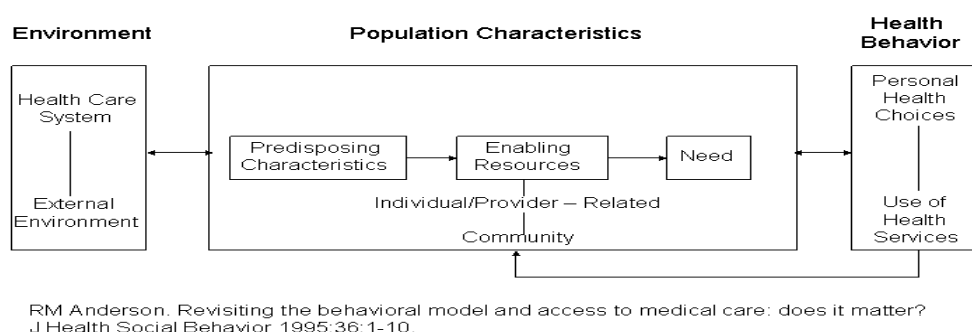 Environment
Population Characteristics
Health
Behavior
Health Care
System
External
Environment
Predisposing
Characteristics
Enabling
Resources
Need
Individual/Provider – Related
Community
Personal
Health
Choices
Use of
Health
Services
RM Anderson. Revisiting the behavioral model and access to medical care: does it matter?
J Health Social Behavior 1995;36:1-10.